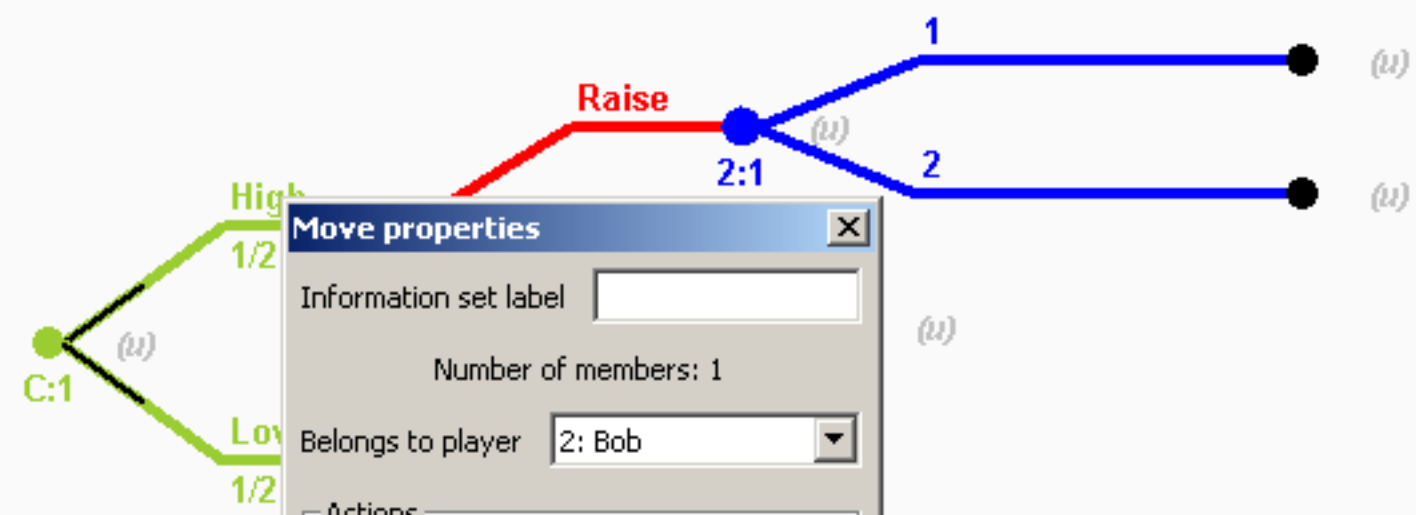 1
(u)
Raise
(u)
2:1
2
(u)
High
1/2
Move properties
Information set label
(u)
(u)
Number of members: 1
C:1
Belongs to player 2: Bob
1/2
Actions